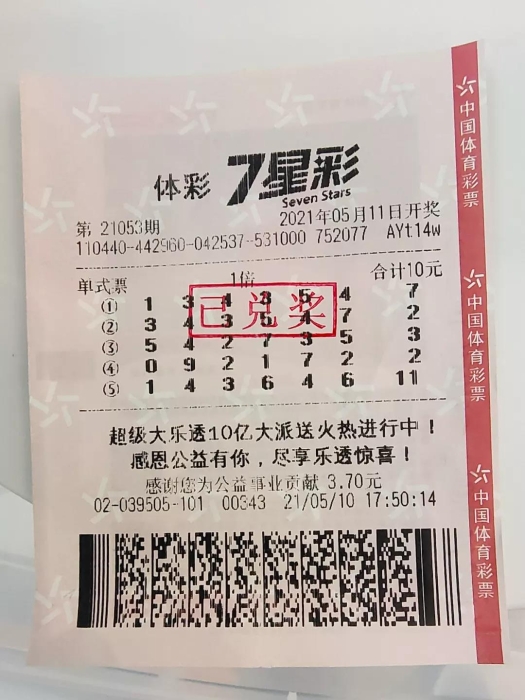 体彩 7星彩
Seven Stars
第 21053期 2021年05月11日开奖
110440-442960-042537-531000 752077 AYt14w
单式票 1倍 合计10元
① 1 3 4 3 5 4 7
② 3 4 3 5 4 7 2
③ 5 4 2 7 3 5 3
④ 0 9 2 1 7 2 2
⑤ 1 4 3 6 4 6 11
已兑奖
超级大乐透10亿大派送火热进行中！
感恩公益有你，尽享乐透惊喜！
感谢您为公益事业贡献 3.70元
02-039505-101 00343 21/05/10 17:50:14
中国体育彩票
中国体育彩票
中国体育彩票